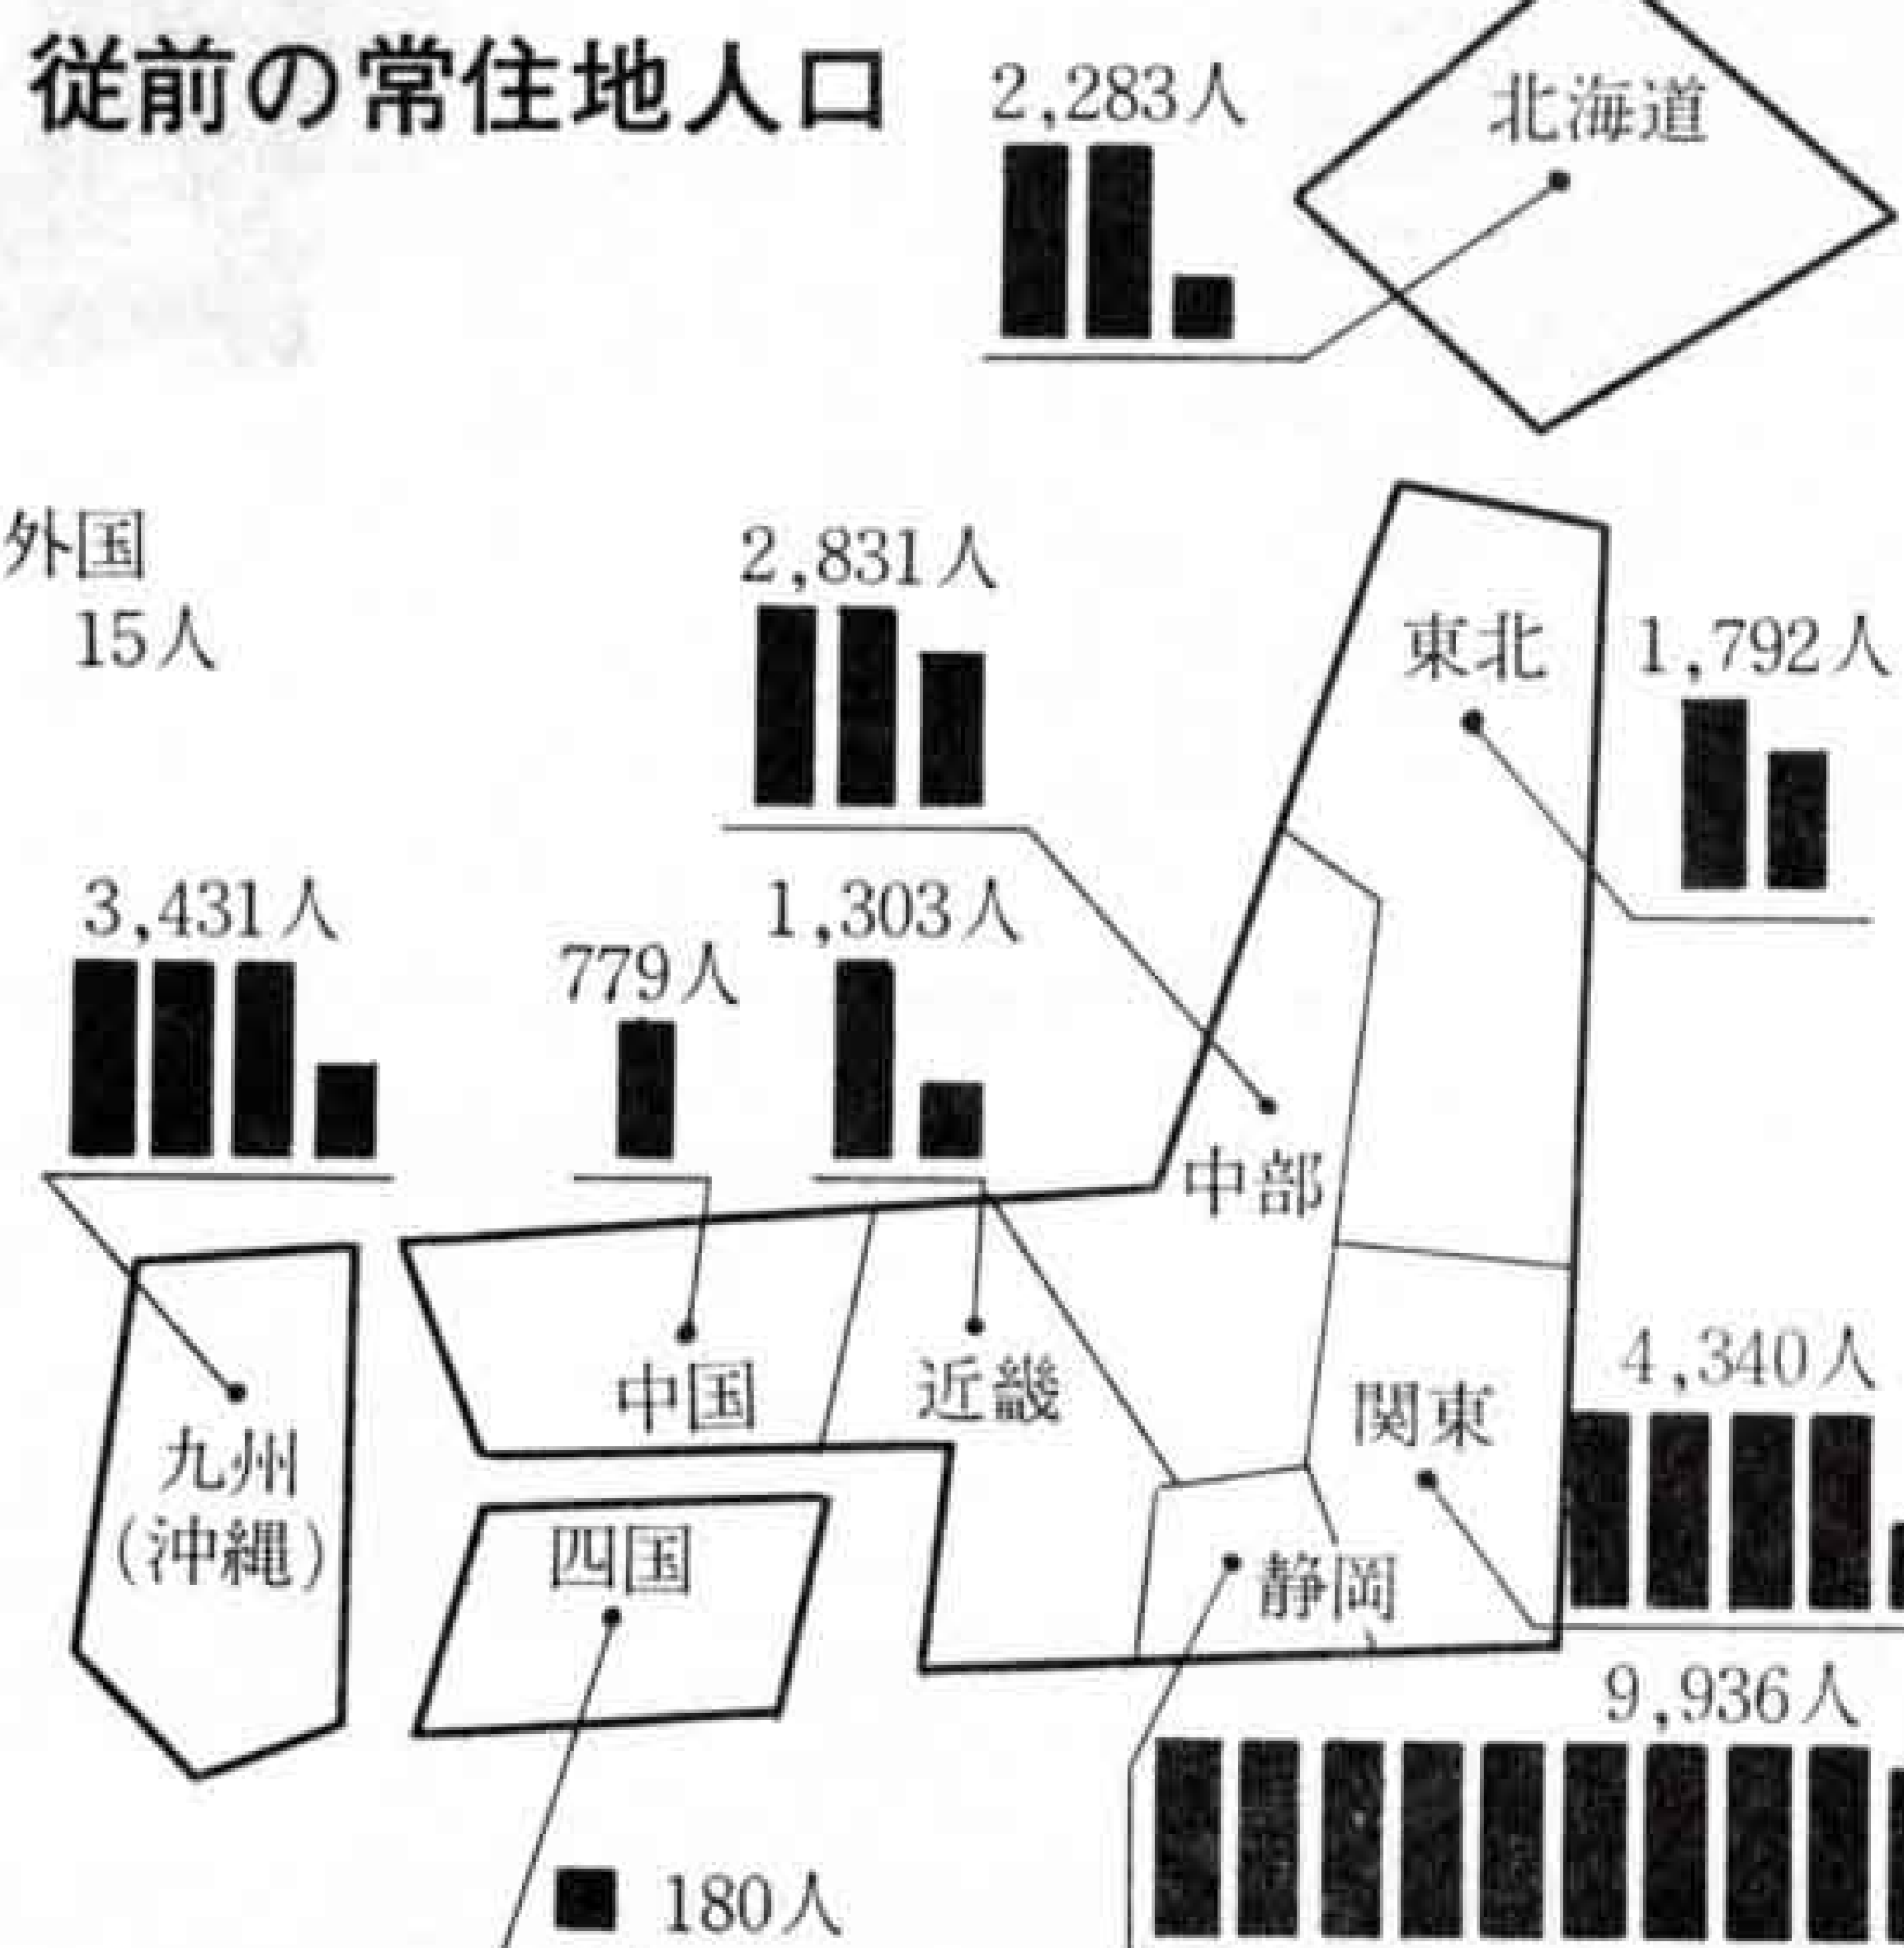 従前の常住地人口
2,283人
北海道
外国
15人
2,831人
東北
1,792人
3,431人
779人
1,303人
中部
中国
近畿
関東
4,340人
九州
(沖縄)
四国
静岡
9,936人
180人